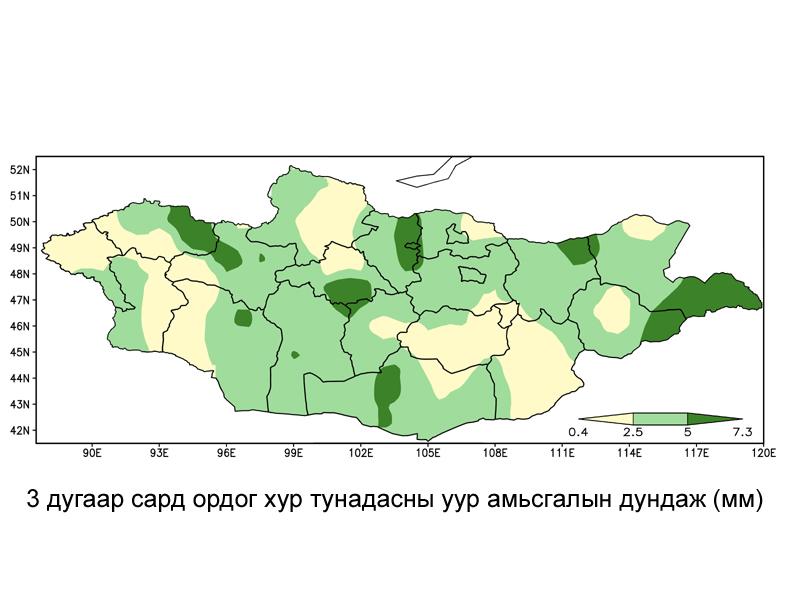 52N
51N
50N
49N
48N
47N
46N
45N
44N
43N
42N
0.4 2.5 5 7.3
90E 93E 96E 99E 102E 105E 108E 111E 114E 117E 120E
3 дугаар сард ордог хур тунадасны уур амьсгалын дундаж (мм)